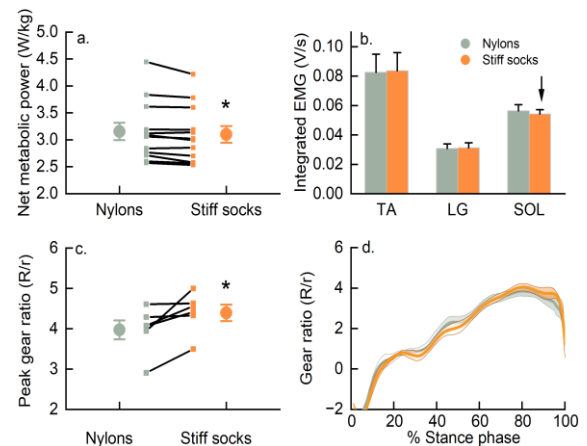 a.
Net metabolic power (W/kg)
5.0
4.5
4.0
3.5
3.0
2.5
2.0
*
Nylons Stiff socks
b.
Integrated EMG (V/s)
0.10
0.08
0.06
0.04
0.02
0.00
Nylons
Stiff socks
TA LG SOL
c.
Peak gear ratio (R/r)
6
5
4
3
2
*
Nylons Stiff socks
d.
Gear ratio (R/r)
6
4
2
0
−2
0 20 40 60 80 100
% Stance phase